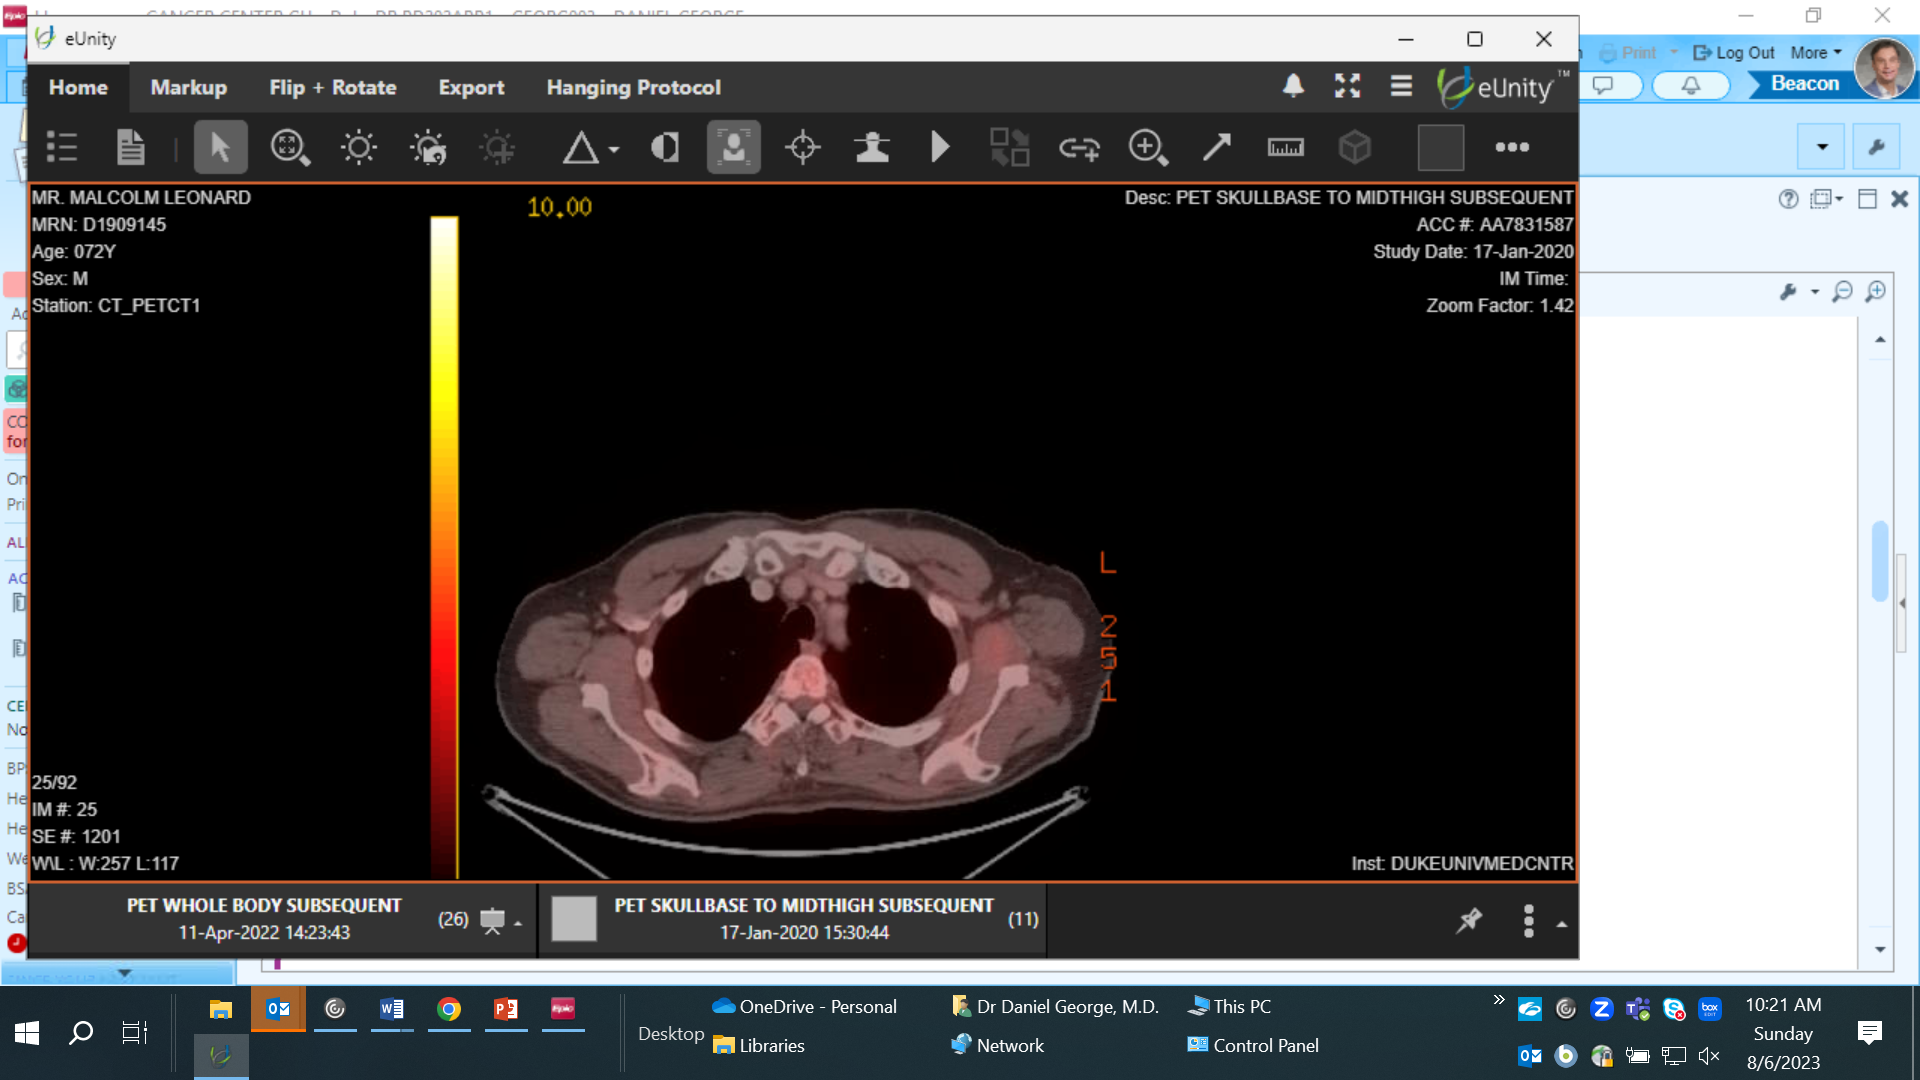 eUnity
Print
Log Out
More
Home
Markup
Flip + Rotate
Export
Hanging Protocol
eUnity™
Beacon
MR. MALCOLM LEONARD
MRN: D1909145
Age: 072Y
Sex: M
Station: CT_PETCT1
10.00
Desc: PET SKULLBASE TO MIDTHIGH SUBSEQUENT
ACC #: AA7831587
Study Date: 17-Jan-2020
IM Time:
Zoom Factor: 1.42
L
2
5
1
25/92
IM #: 25
SE #: 1201
W\L : W:257 L:117
Inst: DUKEUNIVMEDCNTR
PET WHOLE BODY SUBSEQUENT
11-Apr-2022 14:23:43
(26)
PET SKULLBASE TO MIDTHIGH SUBSEQUENT
17-Jan-2020 15:30:44
(11)
Desktop
OneDrive - Personal
Libraries
Dr Daniel George, M.D.
Network
This PC
Control Panel
10:21 AM
Sunday
8/6/2023